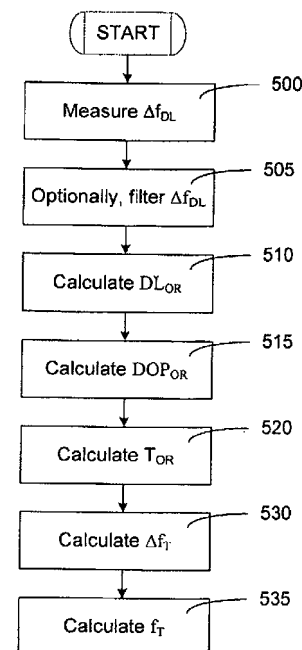 START
500
Measure Δf_DL
505
Optionally, filter Δf_DL
510
Calculate DL_OR
515
Calculate DOP_OR
520
Calculate T_OR
530
Calculate Δf_T
535
Calculate f_T